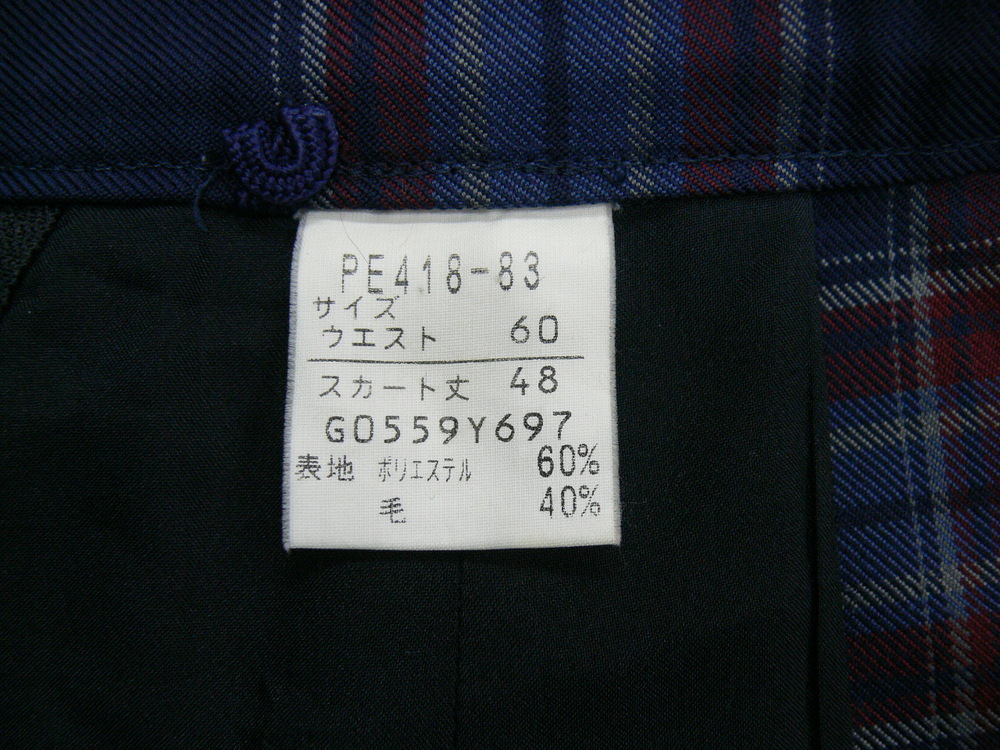 PE418-83
サイズ
ウエスト 60
スカート丈 48
G0559Y697
表地 ポリエステル 60%
毛 40%